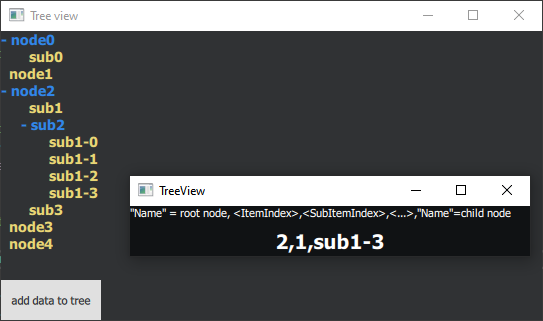 Tree view
- node0
sub0
node1
- node2
sub1
- sub2
sub1-0
sub1-1
sub1-2
sub1-3
sub3
node3
node4
add data to tree
TreeView
"Name" = root node, <ItemIndex>,<SubItemIndex>,<...>,"Name"=child node
2,1,sub1-3